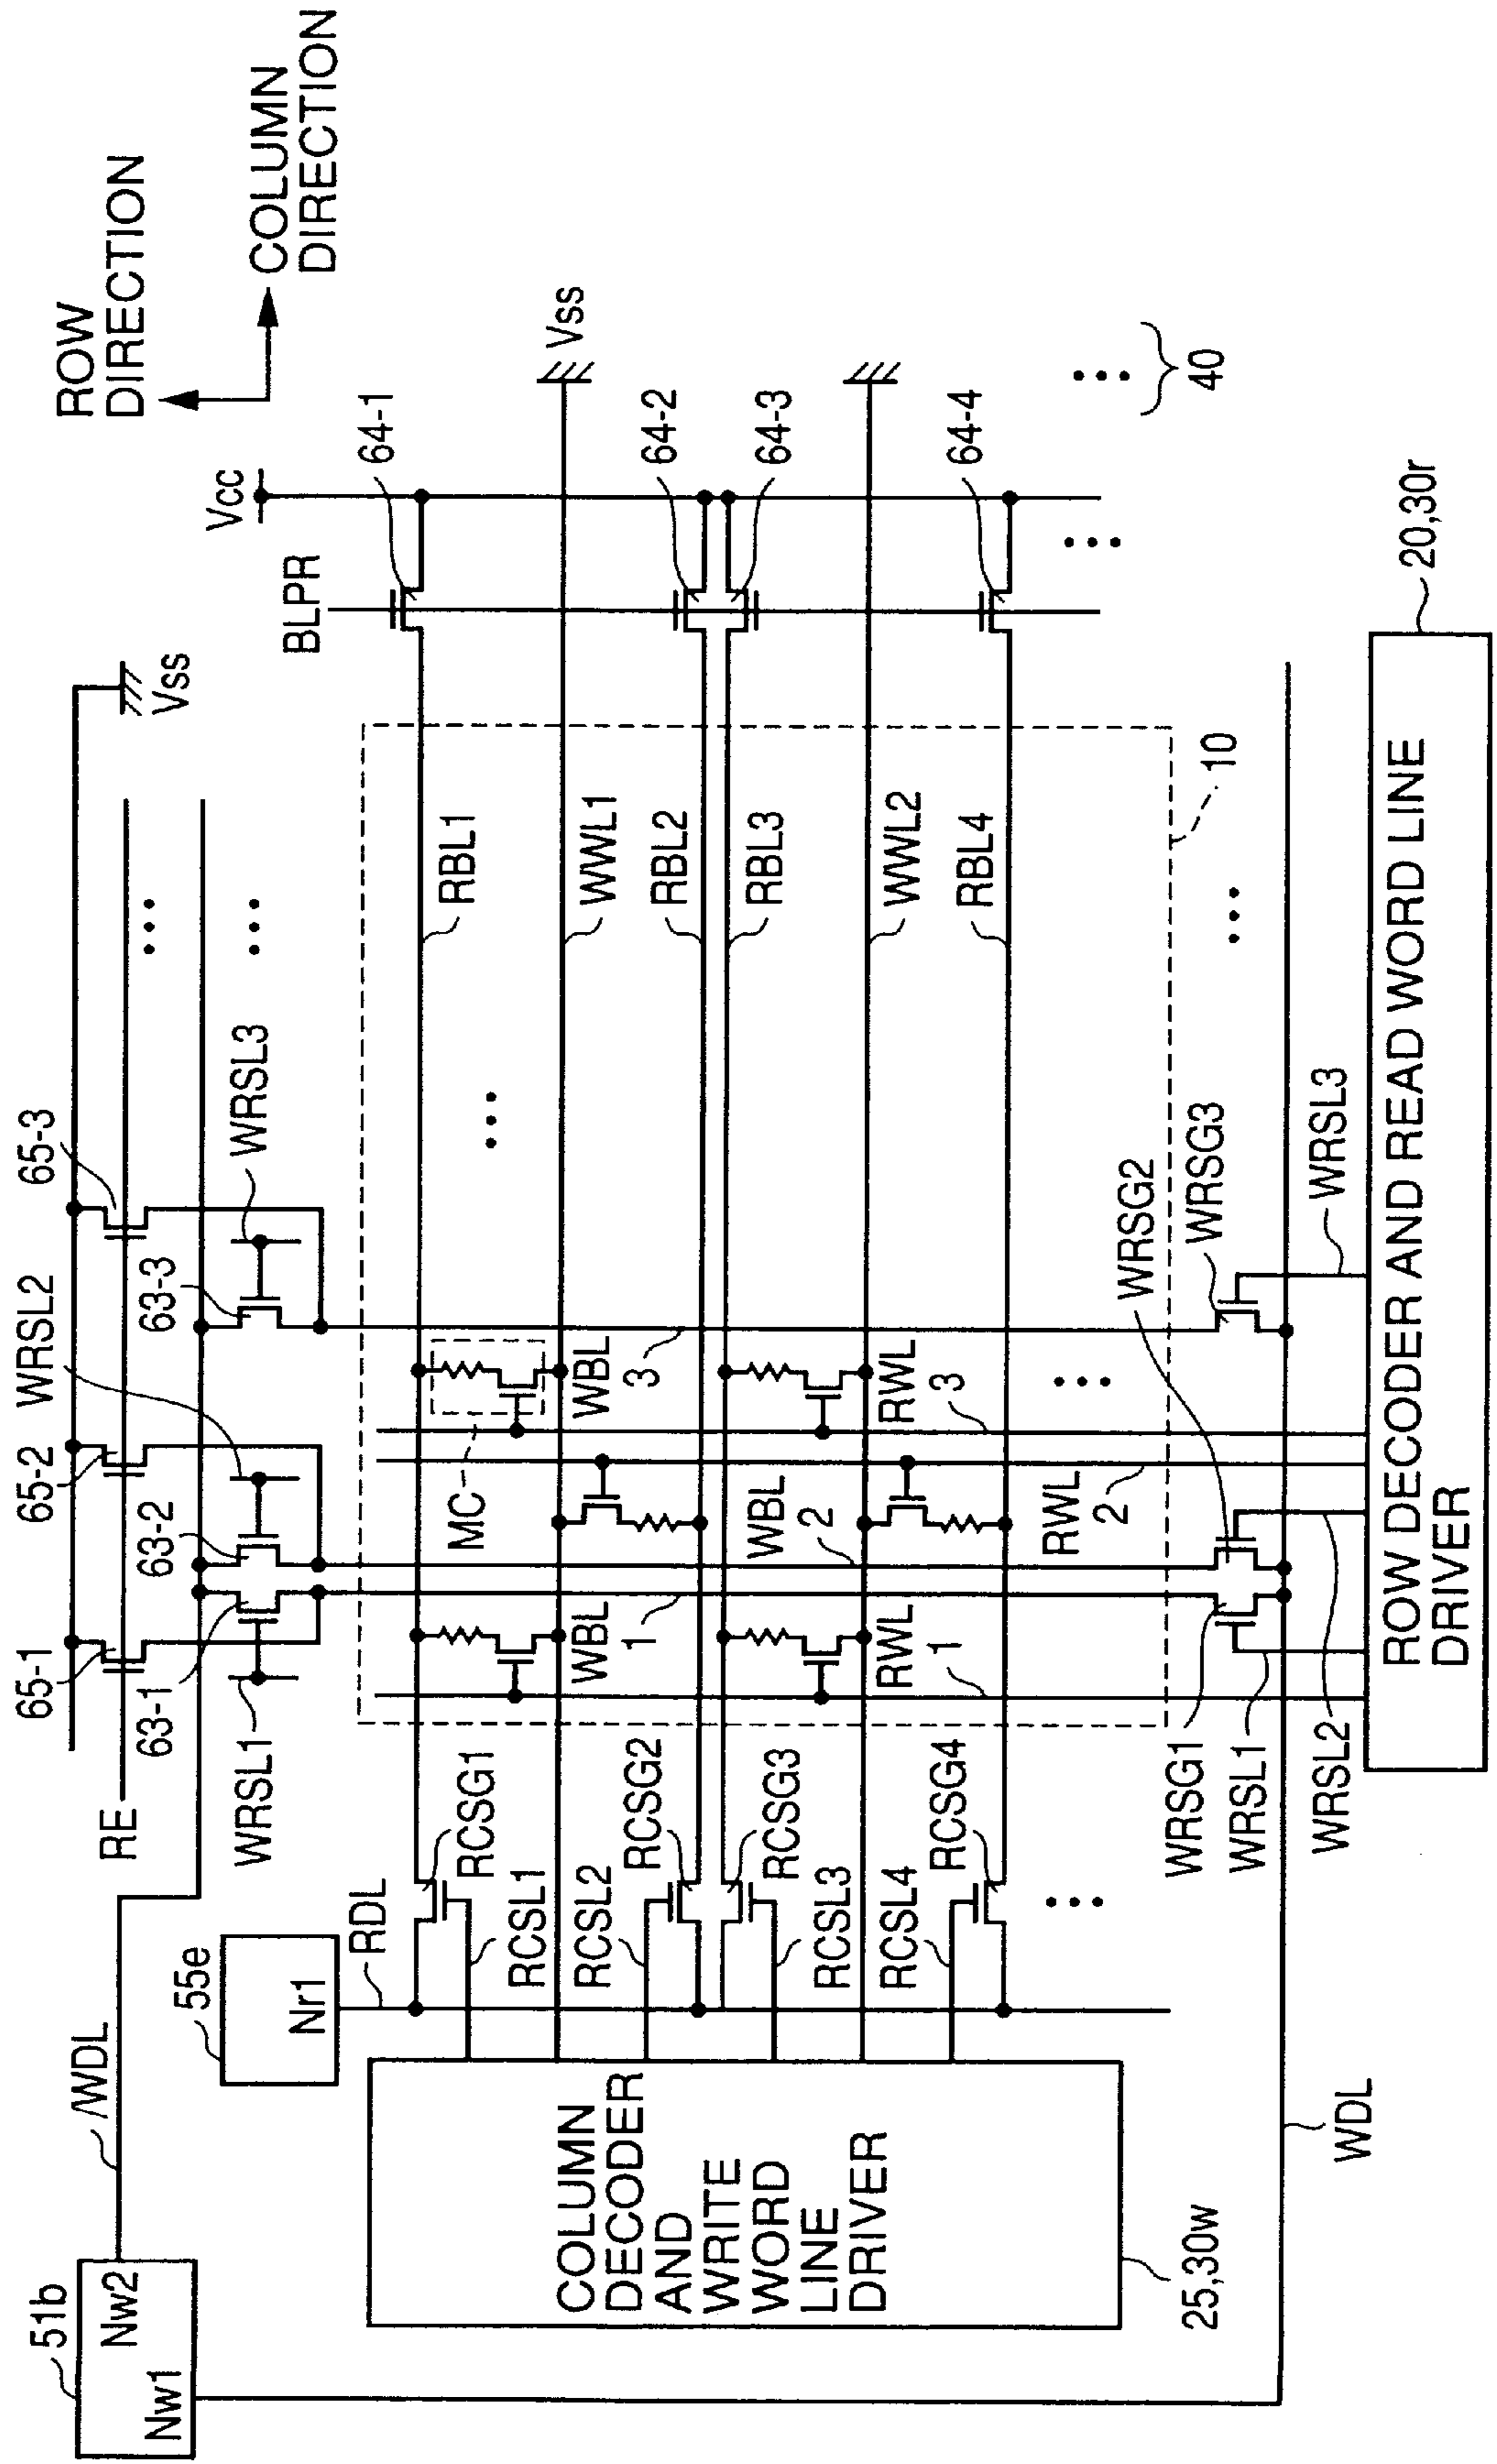 51b
Nw2
Nw1
/WDL
55e
Nr1
RDL
RE
65-1
65-2
65-3
Vss
63-1
63-2
63-3
WRSL1
WRSL2
WRSL3
ROW
DIRECTION
COLUMN
DIRECTION
Vcc
BLPR
64-1
Vss
64-2
64-3
64-4
40
COLUMN
DECODER
AND
WRITE
WORD
LINE
DRIVER
25,30w
RCSG1
RCSL1
RCSL2
RCSG2
RCSG3
RCSL3
RCSL4
RCSG4
MC
WBL
1
WBL
2
WBL
3
RWL
1
RWL
2
RWL
3
RBL1
WWL1
RBL2
RBL3
WWL2
RBL4
10
WRSG1
WRSL1
WRSL2
WRSG2
WRSG3
WRSL3
WDL
ROW DECODER AND READ WORD LINE
DRIVER
20,30r